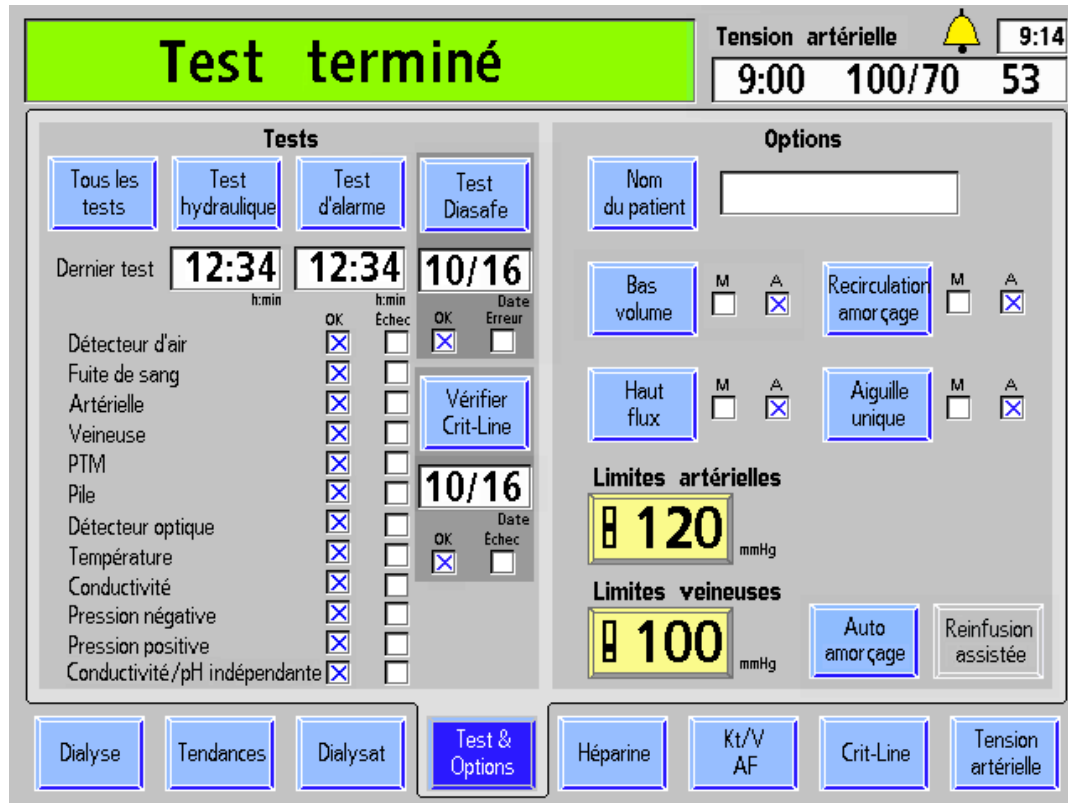 Test terminé
Tension artérielle
9:14
9:00 100/70 53
Tests
Tous les
tests
Test
hydraulique
Test
d'alarme
Test
Diasafe
Dernier test
12:34
h:min
12:34
h:min
10/16
Date
OK Erreur
OK Échec
Détecteur d'air
Fuite de sang
Artérielle
Veineuse
PTM
Pile
Détecteur optique
Température
Conductivité
Pression négative
Pression positive
Conductivité/pH indépendante
Vérifier
Crit-Line
10/16
Date
OK Échec
Options
Nom
du patient
Bas
volume
M A
Recirculation
amorçage
M A
Haut
flux
M A
Aiguille
unique
M A
Limites artérielles
120 mmHg
Limites veineuses
100 mmHg
Auto
amorçage
Reinfusion
assistée
Dialyse
Tendances
Dialysat
Test &
Options
Héparine
Kt/V
AF
Crit-Line
Tension
artérielle